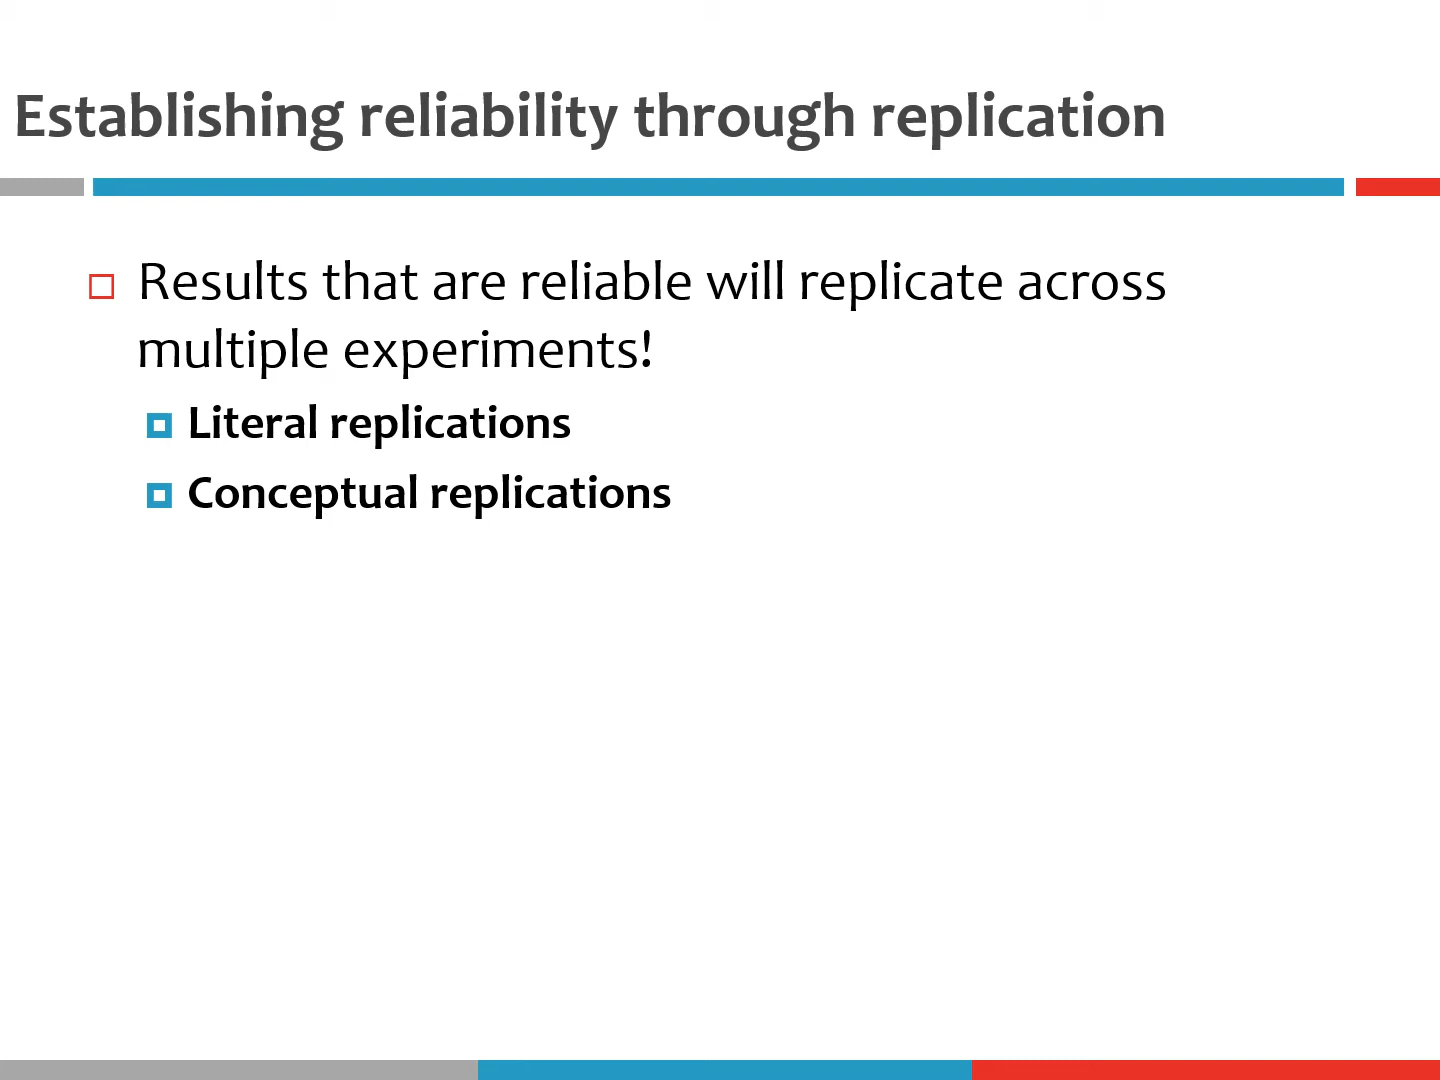 Establishing reliability through replication
Results that are reliable will replicate across
multiple experiments!
Literal replications
Conceptual replications